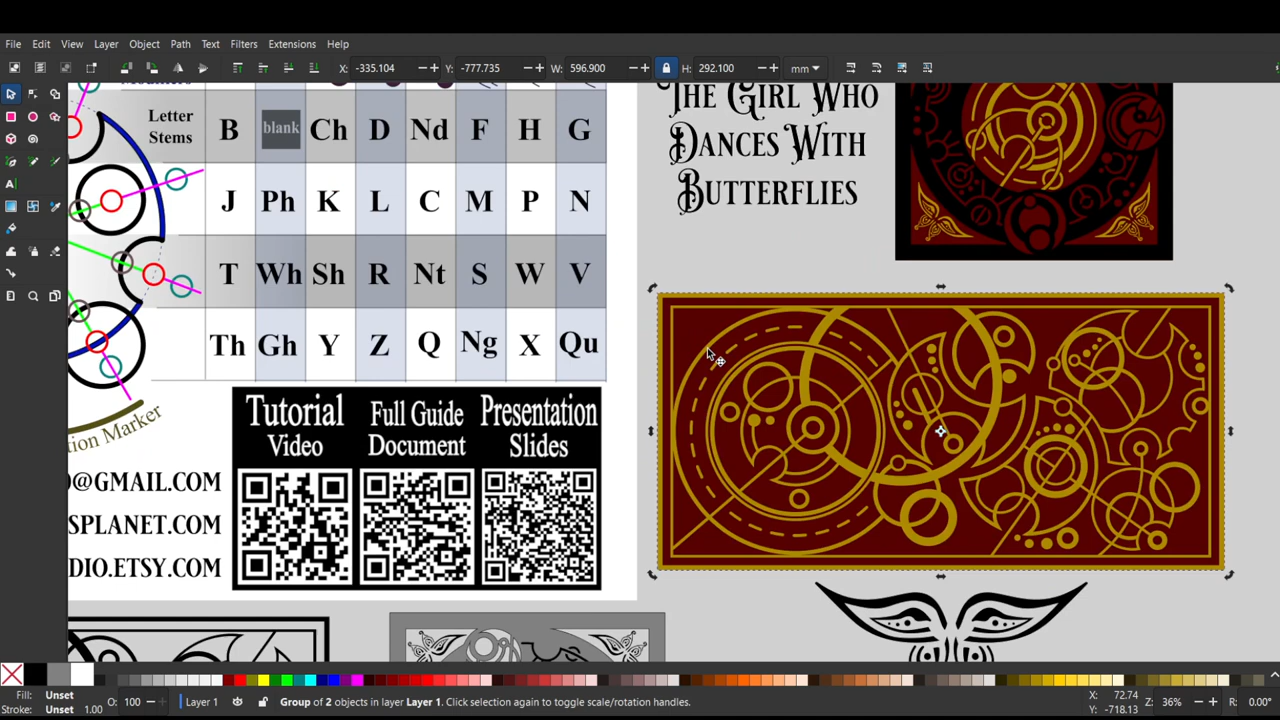 File Edit View Layer Object Path Text Filters Extensions Help
X: -335.104 Y: -777.735 W: 596.900 H: 292.100 mm
Letter Stems B blank Ch D Nd F H G
J Ph K L C M P N
T Wh Sh R Nt S W V
Th Gh Y Z Q Ng X Qu
tion Marker
@GMAIL.COM
SPLANET.COM
DIO.ETSY.COM
Tutorial Video
Full Guide Document
Presentation Slides
The Girl Who
Dances With
Butterflies
Fill: Unset
Stroke: Unset 1.00
O: 100
Layer 1
Group of 2 objects in layer Layer 1. Click selection again to toggle scale/rotation handles.
X: 72.74
Y: -718.13
Z: 36%
R: 0.00°